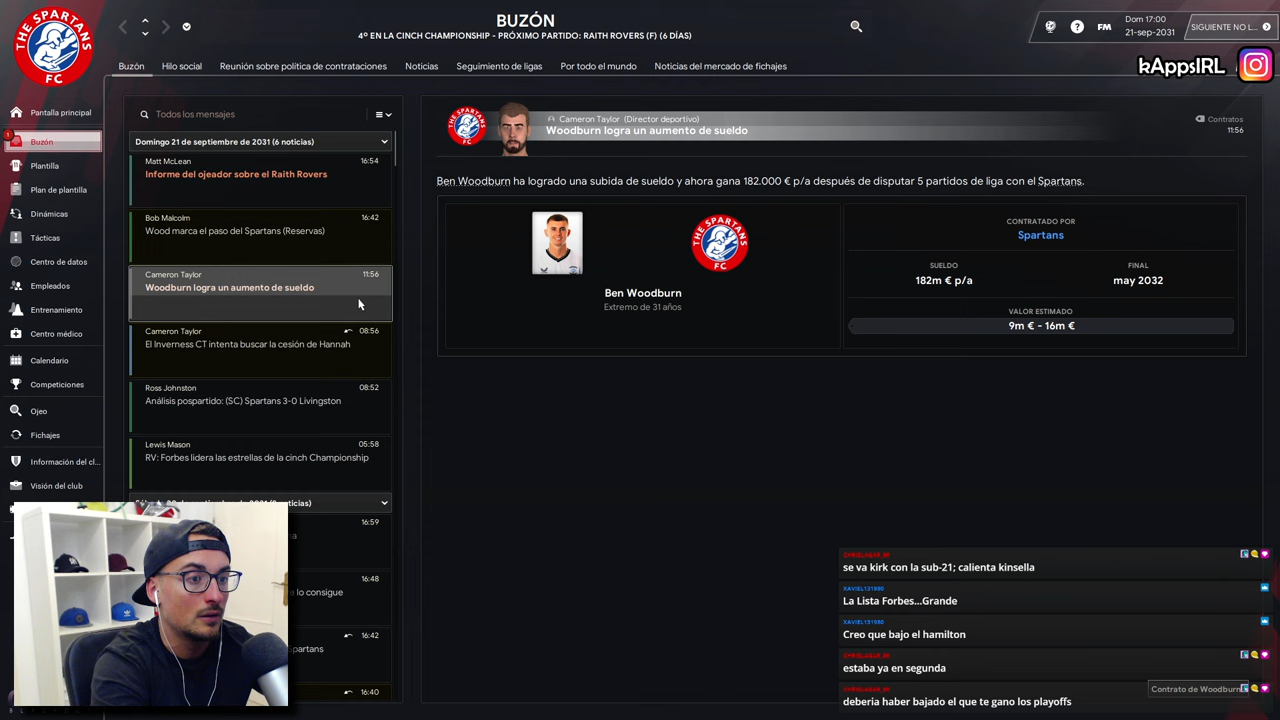 THE SPARTANS FC
BUZÓN
4º EN LA CINCH CHAMPIONSHIP - PRÓXIMO PARTIDO: RAITH ROVERS (F) (6 DÍAS)
FM
Dom 17:00
21-sep-2031
SIGUIENTE NO L...
Buzón
Hilo social
Reunión sobre política de contrataciones
Noticias
Seguimiento de ligas
Por todo el mundo
Noticias del mercado de fichajes
kAppsIRL
Pantalla principal
1
Buzón
Plantilla
Plan de plantilla
Dinámicas
Tácticas
Centro de datos
Empleados
Entrenamiento
Centro médico
Calendario
Competiciones
Ojeo
Fichajes
Información del cl...
Visión del club
Todos los mensajes
Domingo 21 de septiembre de 2031 (6 noticias)
Matt McLean 16:54
Informe del ojeador sobre el Raith Rovers
Bob Malcolm 16:42
Wood marca el paso del Spartans (Reservas)
Cameron Taylor 11:56
Woodburn logra un aumento de sueldo
Cameron Taylor 08:56
El Inverness CT intenta buscar la cesión de Hannah
Ross Johnston 08:52
Análisis pospartido: (SC) Spartans 3-0 Livingston
Lewis Mason 05:58
RV: Forbes lidera las estrellas de la cinch Championship
16:59
16:48
e lo consigue
16:42
partans
16:40
Cameron Taylor (Director deportivo)
Woodburn logra un aumento de sueldo
Contratos
11:56
Ben Woodburn ha logrado una subida de sueldo y ahora gana 182.000 € p/a después de disputar 5 partidos de liga con el Spartans.
Ben Woodburn
Extremo de 31 años
CONTRATADO POR
Spartans
SUELDO
182m € p/a
FINAL
may 2032
VALOR ESTIMADO
9m € - 16m €
se va kirk con la sub-21; calienta kinsella
XAVIEL131980
La Lista Forbes...Grande
XAVIEL131980
Creo que bajo el hamilton
estaba ya en segunda
Contrato de Woodburn
deberia haber bajado el que te gano los playoffs